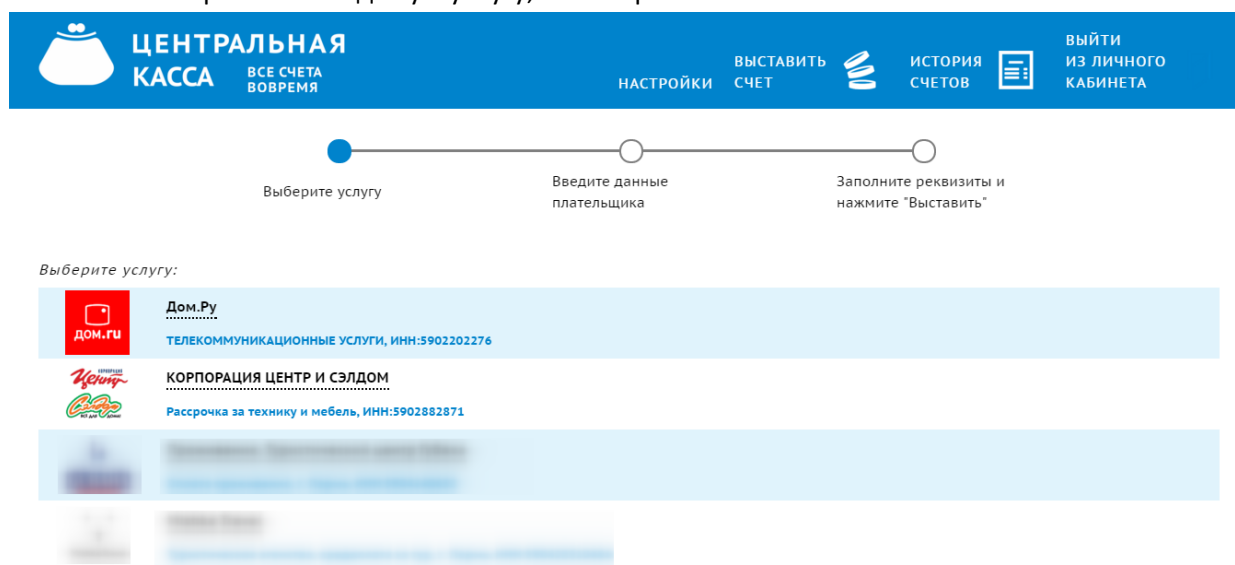 ЦЕНТРАЛЬНАЯ
КАССА
ВСЕ СЧЕТА
ВОВРЕМЯ
НАСТРОЙКИ
ВЫСТАВИТЬ
СЧЕТ
ИСТОРИЯ
СЧЕТОВ
ВЫЙТИ
ИЗ ЛИЧНОГО
КАБИНЕТА
Выберите услугу
Введите данные
плательщика
Заполните реквизиты и
нажмите "Выставить"
Выберите услугу:
дом.ru
Дом.Ру
ТЕЛЕКОММУНИКАЦИОННЫЕ УСЛУГИ, ИНН:5902202276
Центр
Сэлдом
КОРПОРАЦИЯ ЦЕНТР И СЭЛДОМ
Рассрочка за технику и мебель, ИНН:5902882871